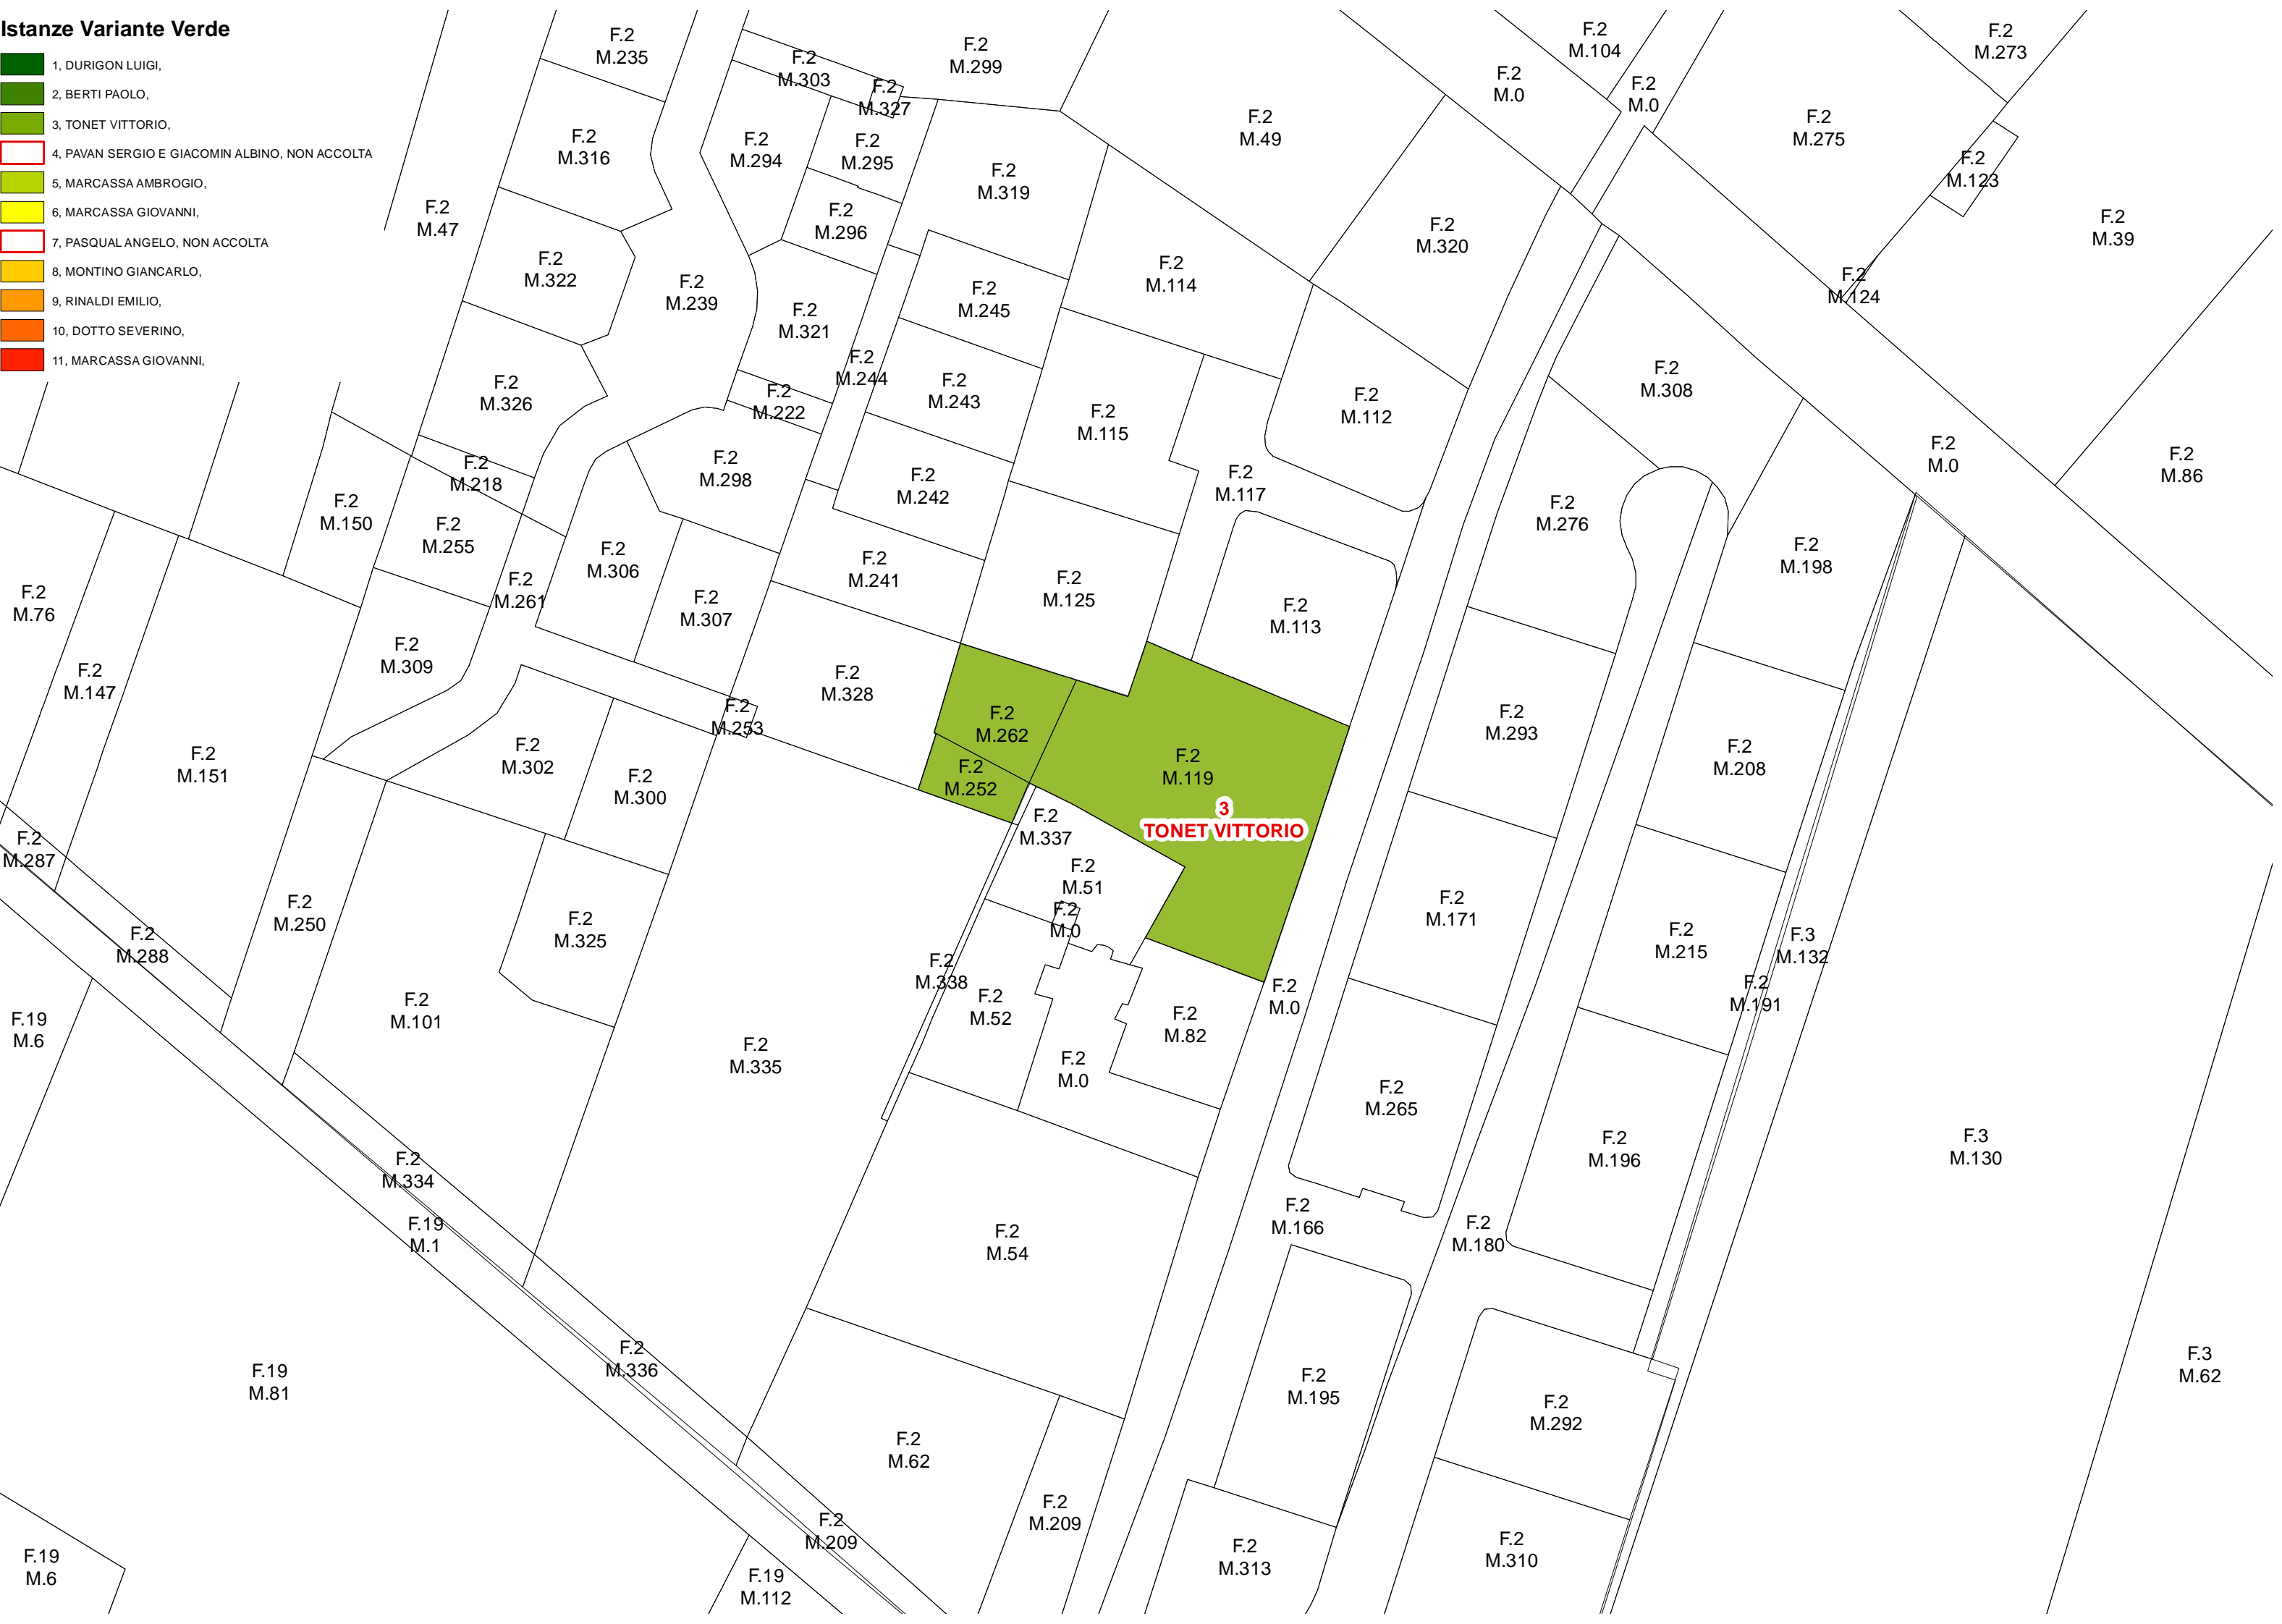 Istanze Variante Verde
1, DURIGON LUIGI,
2, BERTI PAOLO,
3, TONET VITTORIO,
4, PAVAN SERGIO E GIACOMIN ALBINO, NON ACCOLTA
5, MARCASSA AMBROGIO,
6, MARCASSA GIOVANNI,
7, PASQUAL ANGELO, NON ACCOLTA
8, MONTINO GIANCARLO,
9, RINALDI EMILIO,
10, DOTTO SEVERINO,
11, MARCASSA GIOVANNI,
F.2
M.235
F.2
M.303
F.2
M.327
F.2
M.299
F.2
M.104
F.2
M.0
F.2
M.0
F.2
M.273
F.2
M.49
F.2
M.275
F.2
M.316
F.2
M.294
F.2
M.295
F.2
M.319
F.2
M.123
F.2
M.47
F.2
M.296
F.2
M.320
F.2
M.39
F.2
M.322
F.2
M.239
F.2
M.245
F.2
M.114
F.2
M.124
F.2
M.321
F.2
M.244
F.2
M.326
F.2
M.222
F.2
M.243
F.2
M.115
F.2
M.112
F.2
M.308
F.2
M.218
F.2
M.298
F.2
M.242
F.2
M.117
F.2
M.0
F.2
M.86
F.2
M.150
F.2
M.255
F.2
M.276
F.2
M.198
F.2
M.306
F.2
M.241
F.2
M.261
F.2
M.76
F.2
M.307
F.2
M.125
F.2
M.113
F.2
M.309
F.2
M.147
F.2
M.328
F.2
M.253
F.2
M.262
F.2
M.293
F.2
M.151
F.2
M.302
F.2
M.300
F.2
M.252
F.2
M.119
F.2
M.208
3
TONET VITTORIO
F.2
M.337
F.2
M.287
F.2
M.51
F.2
M.0
F.2
M.250
F.2
M.325
F.2
M.171
F.2
M.288
F.2
M.215
F.3
M.132
F.2
M.338
F.2
M.191
F.2
M.0
F.2
M.52
F.2
M.101
F.19
M.6
F.2
M.82
F.2
M.335
F.2
M.0
F.2
M.265
F.2
M.196
F.3
M.130
F.2
M.334
F.19
M.1
F.2
M.54
F.2
M.166
F.2
M.180
F.2
M.336
F.19
M.81
F.2
M.195
F.2
M.292
F.3
M.62
F.2
M.62
F.2
M.209
F.2
M.209
F.2
M.313
F.2
M.310
F.19
M.6
F.19
M.112